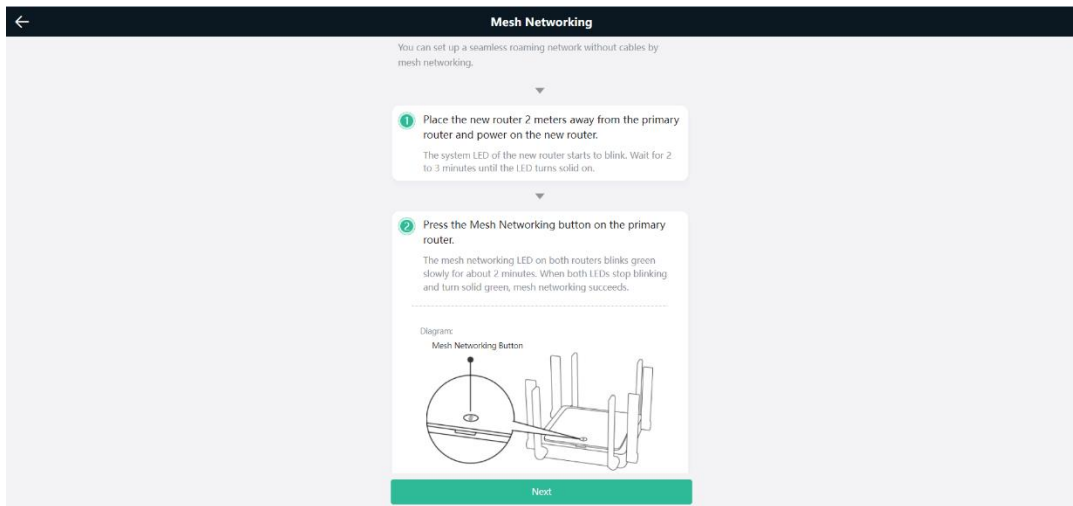 Mesh Networking
You can set up a seamless roaming network without cables by
mesh networking.
1 Place the new router 2 meters away from the primary
router and power on the new router.
The system LED of the new router starts to blink. Wait for 2
to 3 minutes until the LED turns solid on.
2 Press the Mesh Networking button on the primary
router.
The mesh networking LED on both routers blinks green
slowly for about 2 minutes. When both LEDs stop blinking
and turn solid green, mesh networking succeeds.
Diagram:
Mesh Networking Button
Next